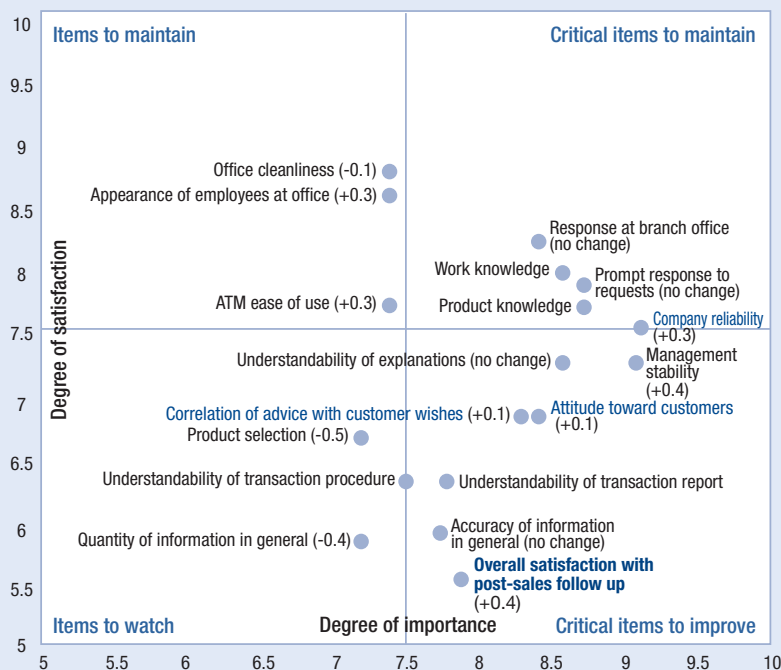 10
9.5
9
8.5
8
7.5
7
6.5
6
5.5
5
Degree of satisfaction
Items to maintain
Critical items to maintain
Office cleanliness (-0.1)
Appearance of employees at office (+0.3)
Response at branch office
(no change)
Work knowledge
Prompt response to
requests (no change)
ATM ease of use (+0.3)
Product knowledge
Company reliability
(+0.3)
Understandability of explanations (no change)
Management
stability
(+0.4)
Correlation of advice with customer wishes (+0.1)
Attitude toward customers
(+0.1)
Product selection (-0.5)
Understandability of transaction procedure
Understandability of transaction report
Quantity of information in general (-0.4)
Accuracy of information
in general (no change)
Overall satisfaction with
post-sales follow up
(+0.4)
Items to watch
Degree of importance
Critical items to improve
5
5.5
6
6.5
7
7.5
8
8.5
9
9.5
10